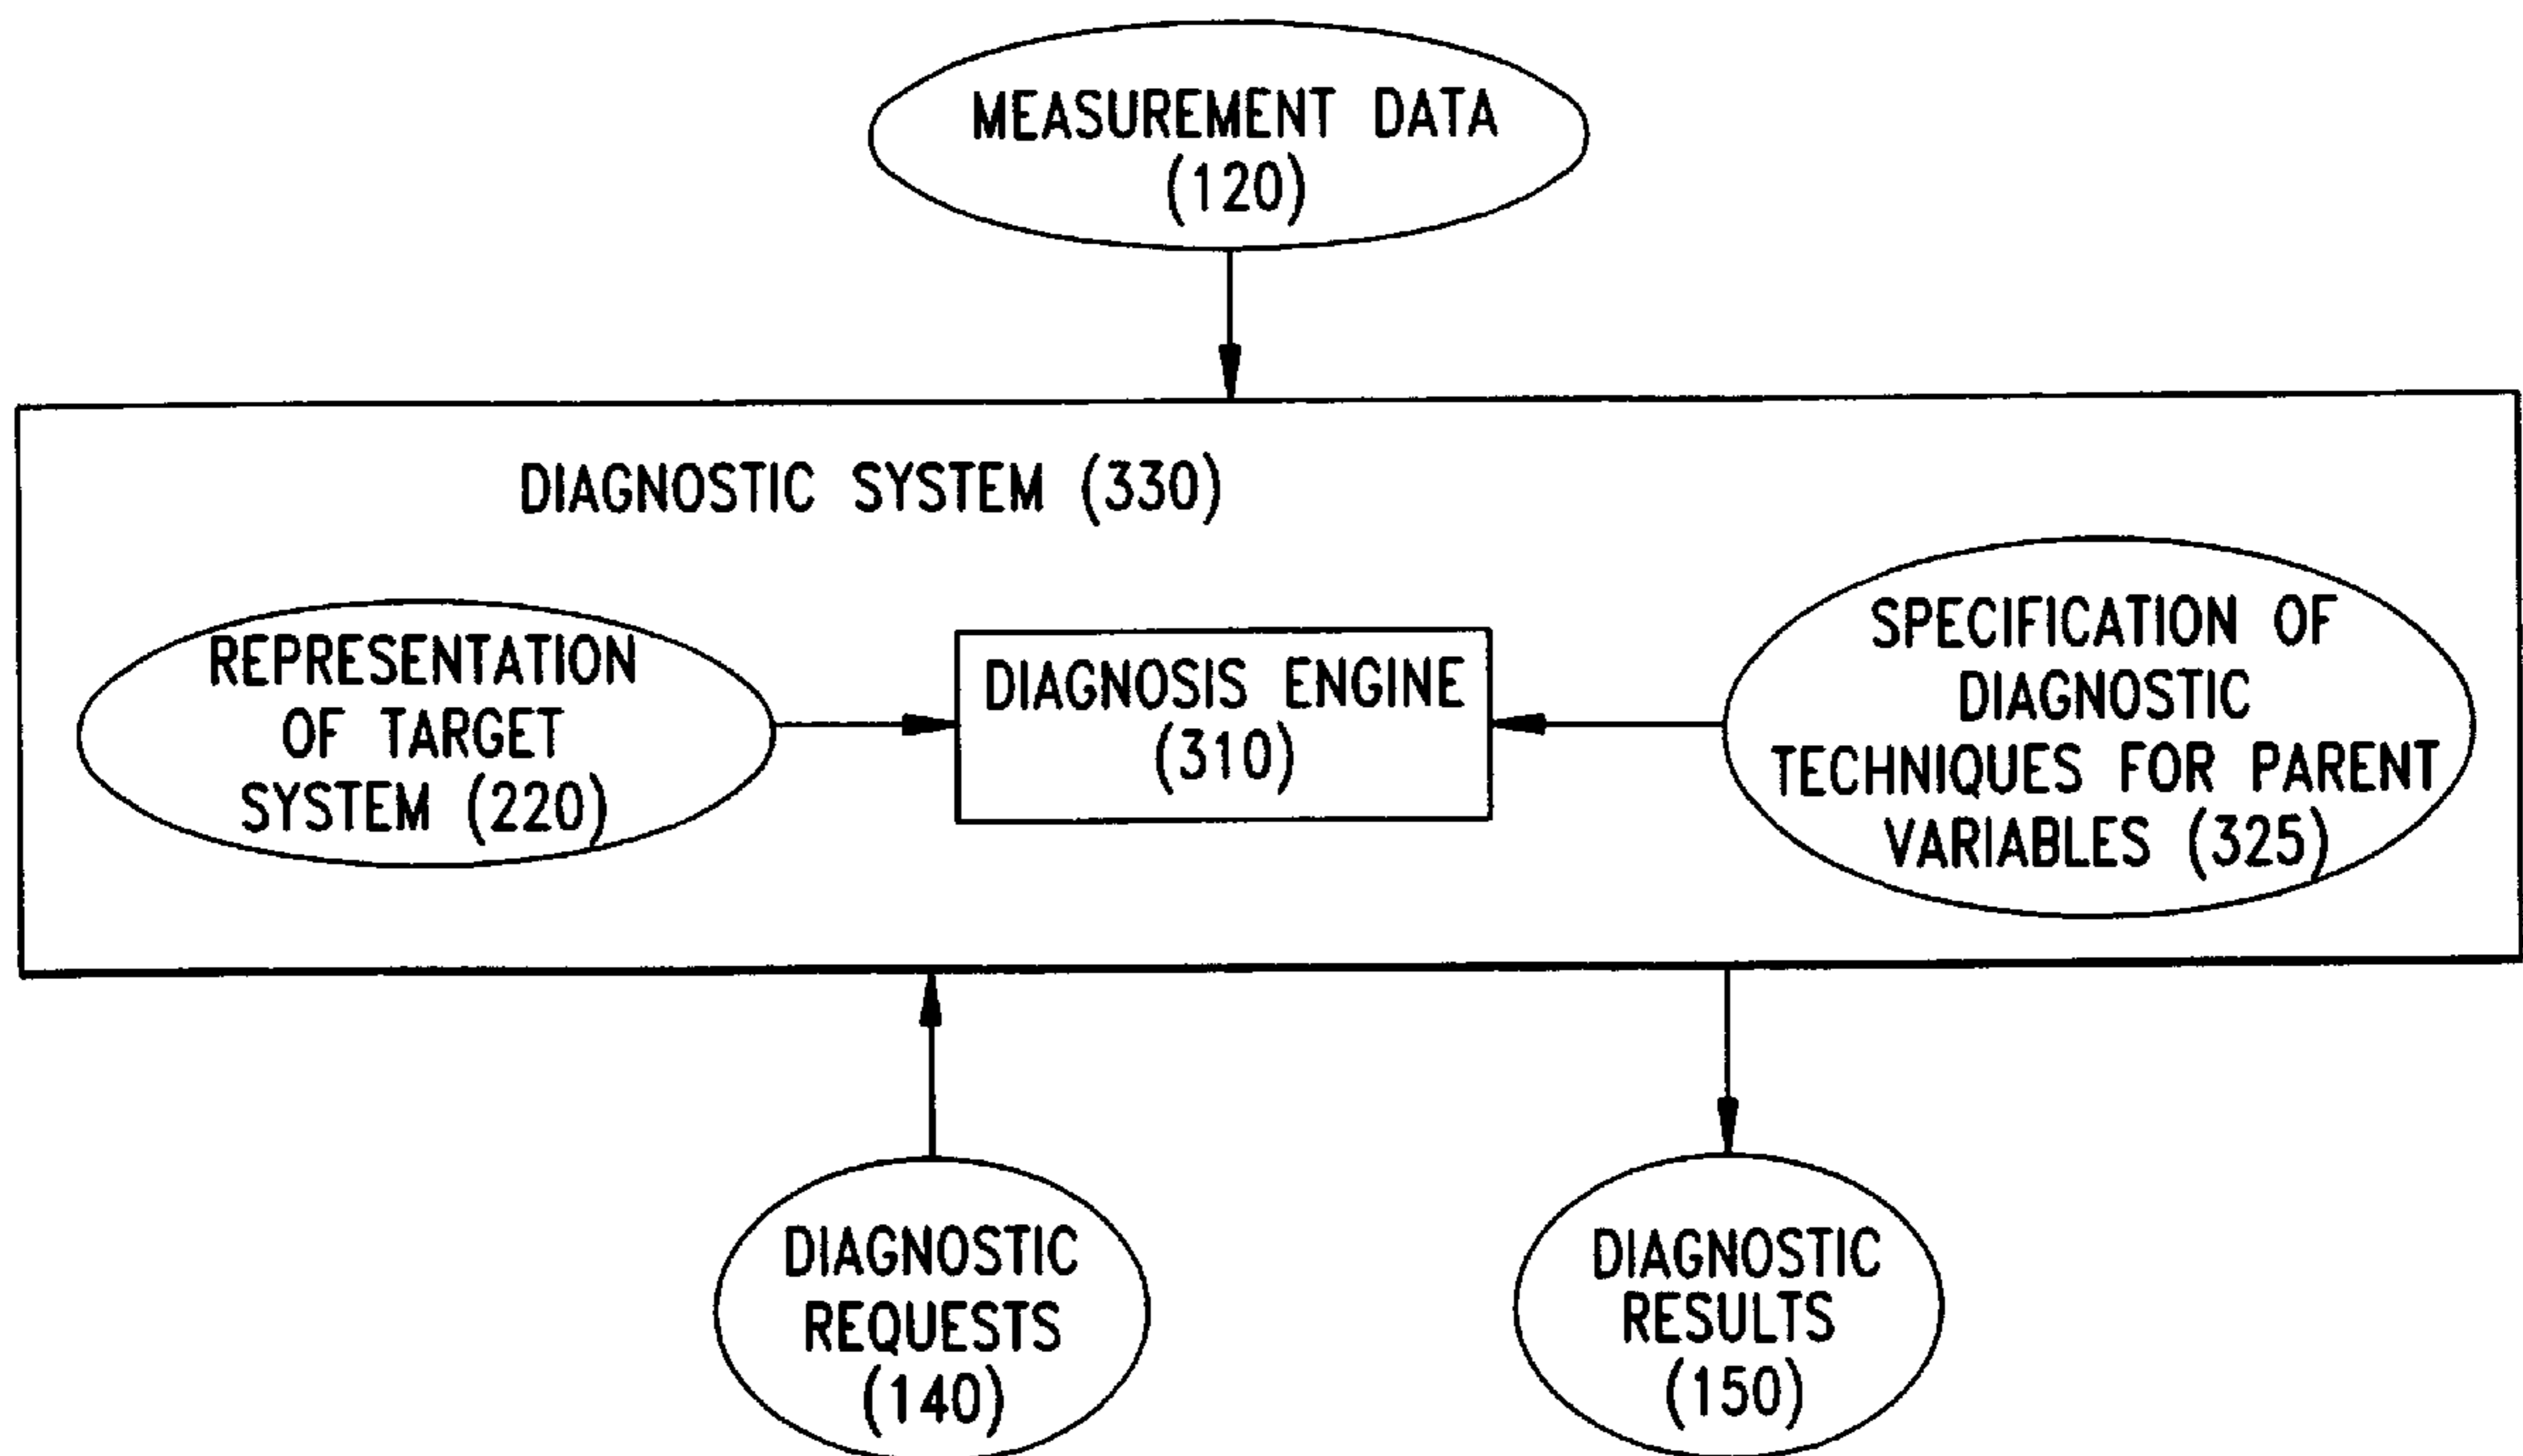 MEASUREMENT DATA
(120)
DIAGNOSTIC SYSTEM (330)
REPRESENTATION
OF TARGET
SYSTEM (220)
DIAGNOSIS ENGINE
(310)
SPECIFICATION OF
DIAGNOSTIC
TECHNIQUES FOR PARENT
VARIABLES (325)
DIAGNOSTIC
REQUESTS
(140)
DIAGNOSTIC
RESULTS
(150)